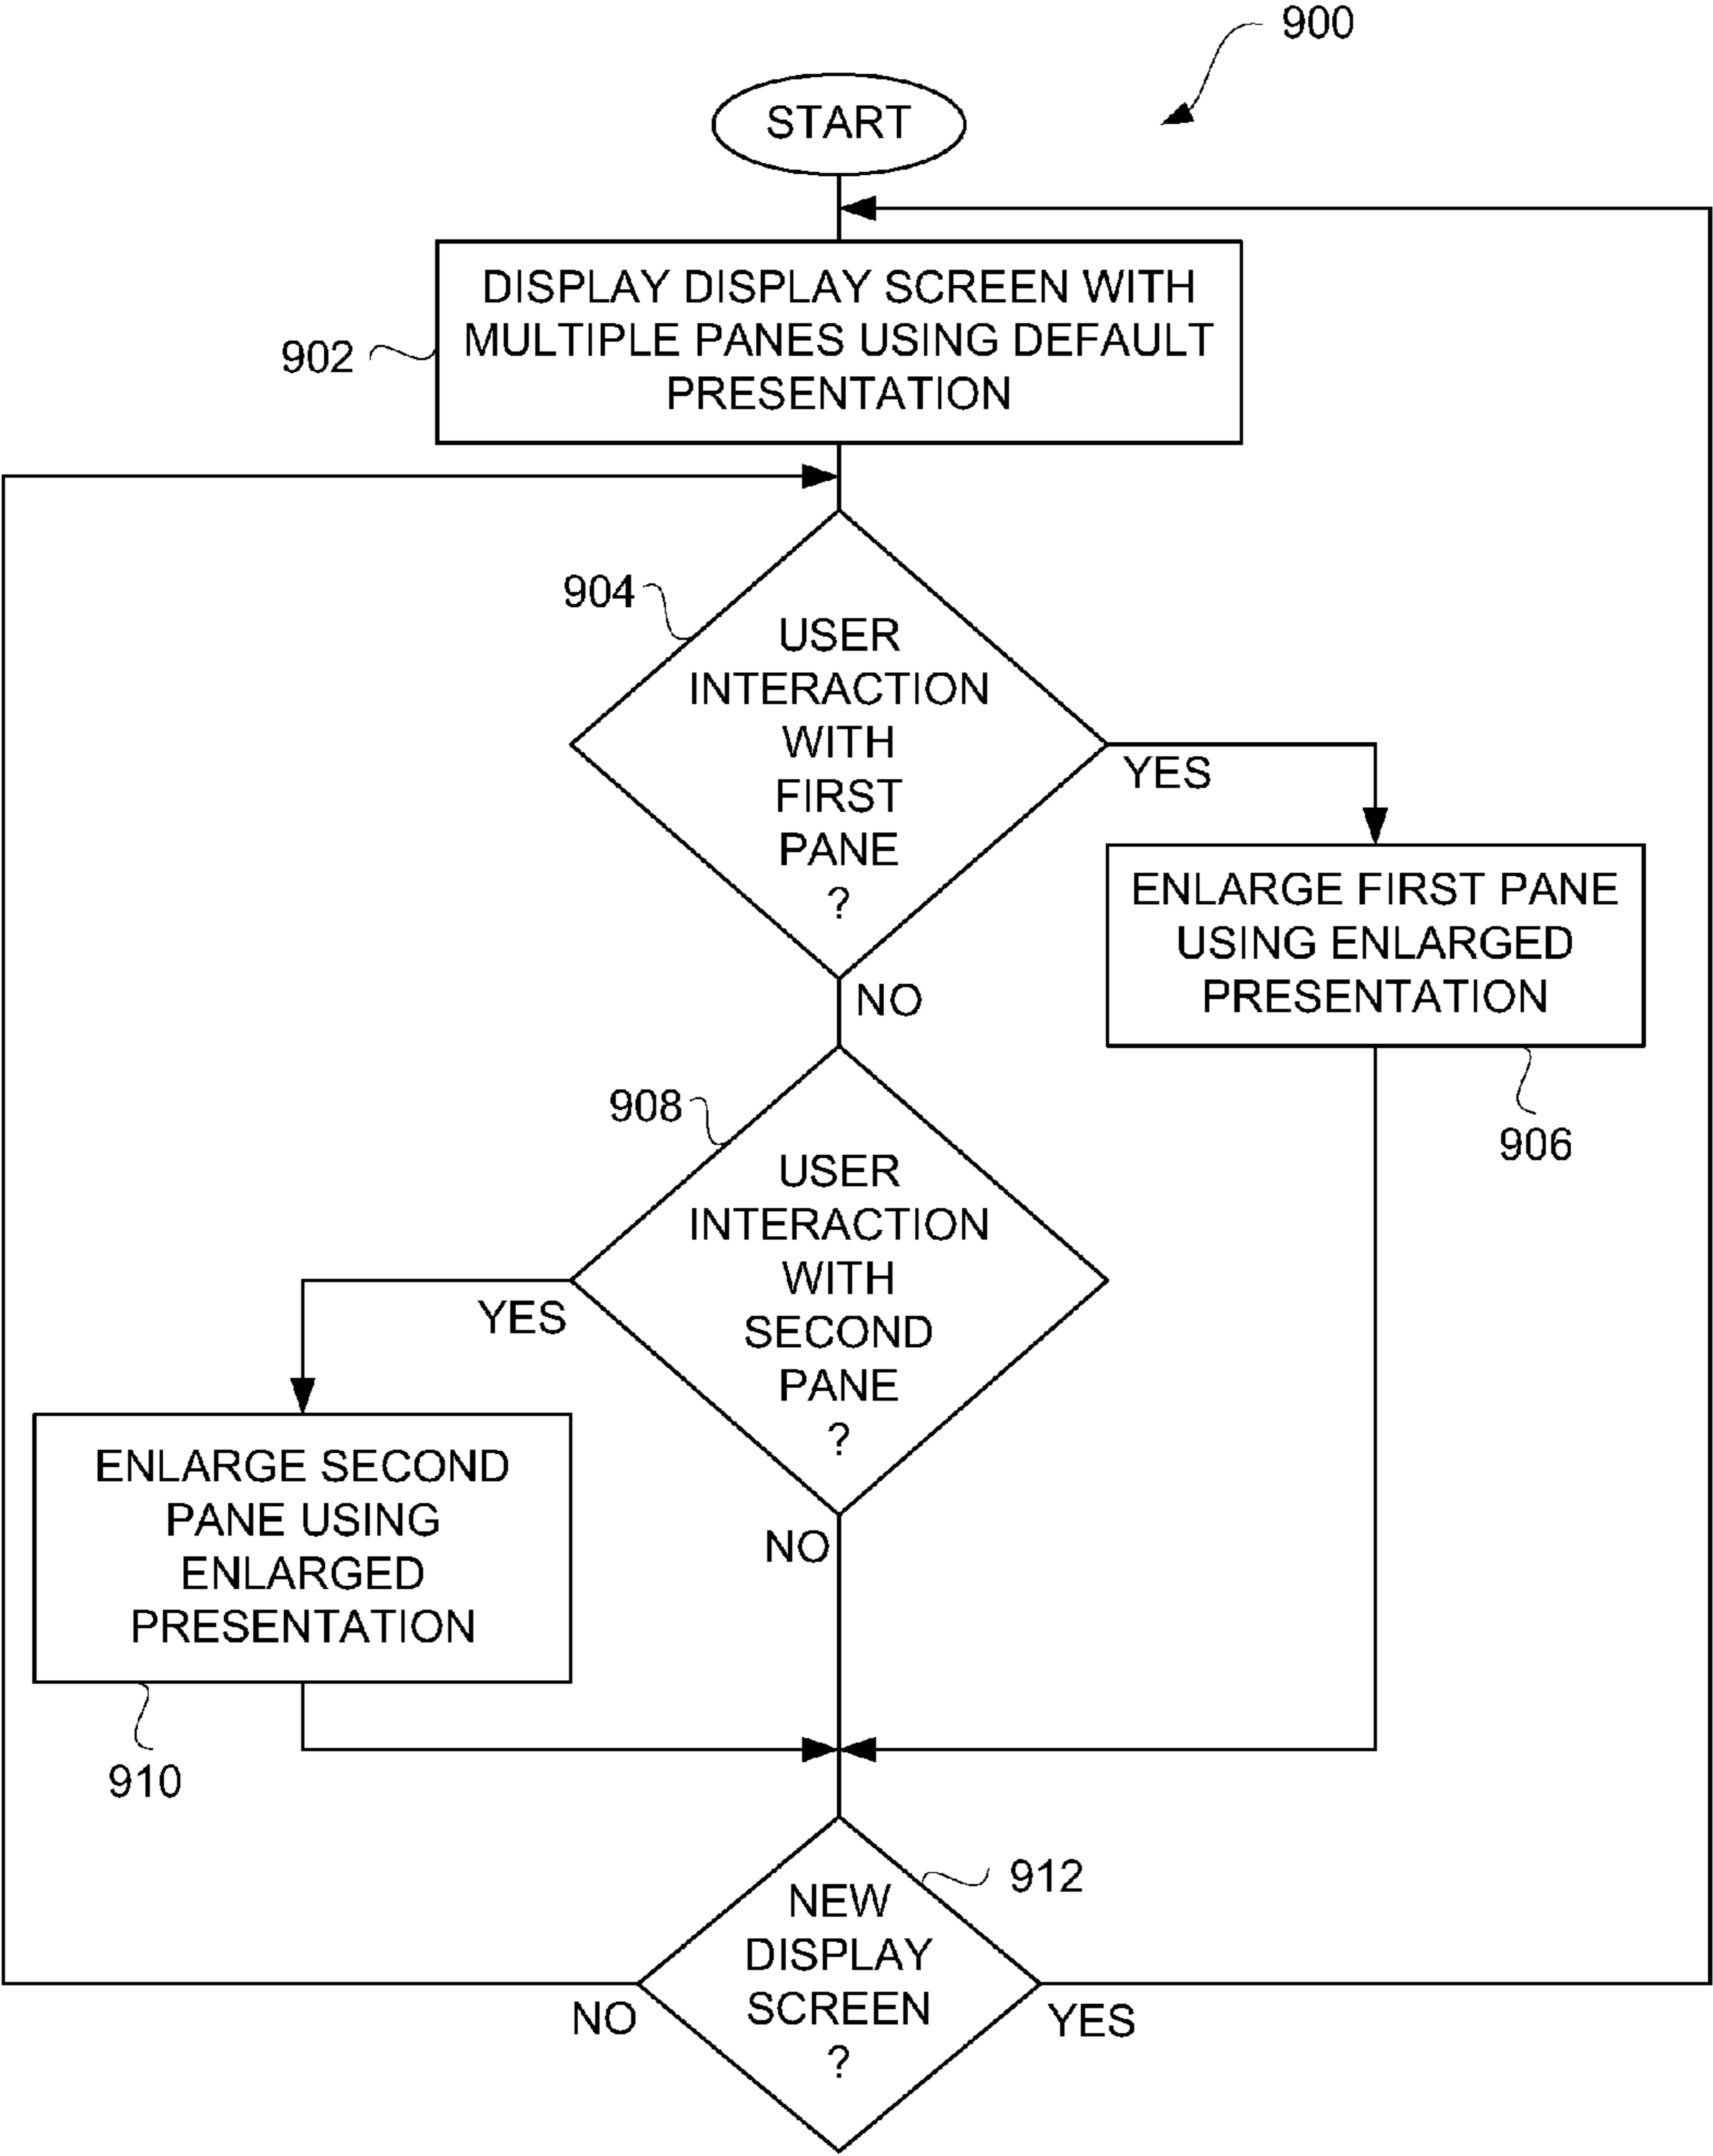 900
START
DISPLAY DISPLAY SCREEN WITH
MULTIPLE PANES USING DEFAULT
PRESENTATION
902
904
USER
INTERACTION
WITH
FIRST
PANE
?
YES
NO
ENLARGE FIRST PANE
USING ENLARGED
PRESENTATION
906
908
USER
INTERACTION
WITH
SECOND
PANE
?
YES
NO
ENLARGE SECOND
PANE USING
ENLARGED
PRESENTATION
910
912
NEW
DISPLAY
SCREEN
?
NO
YES